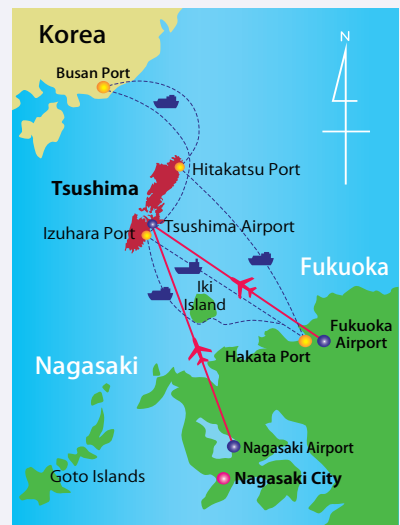 Korea
N
Busan Port
Hitakatsu Port
Tsushima
Tsushima Airport
Izuhara Port
Fukuoka
Iki
Island
Fukuoka
Airport
Hakata Port
Nagasaki
Nagasaki Airport
Goto Islands
Nagasaki City